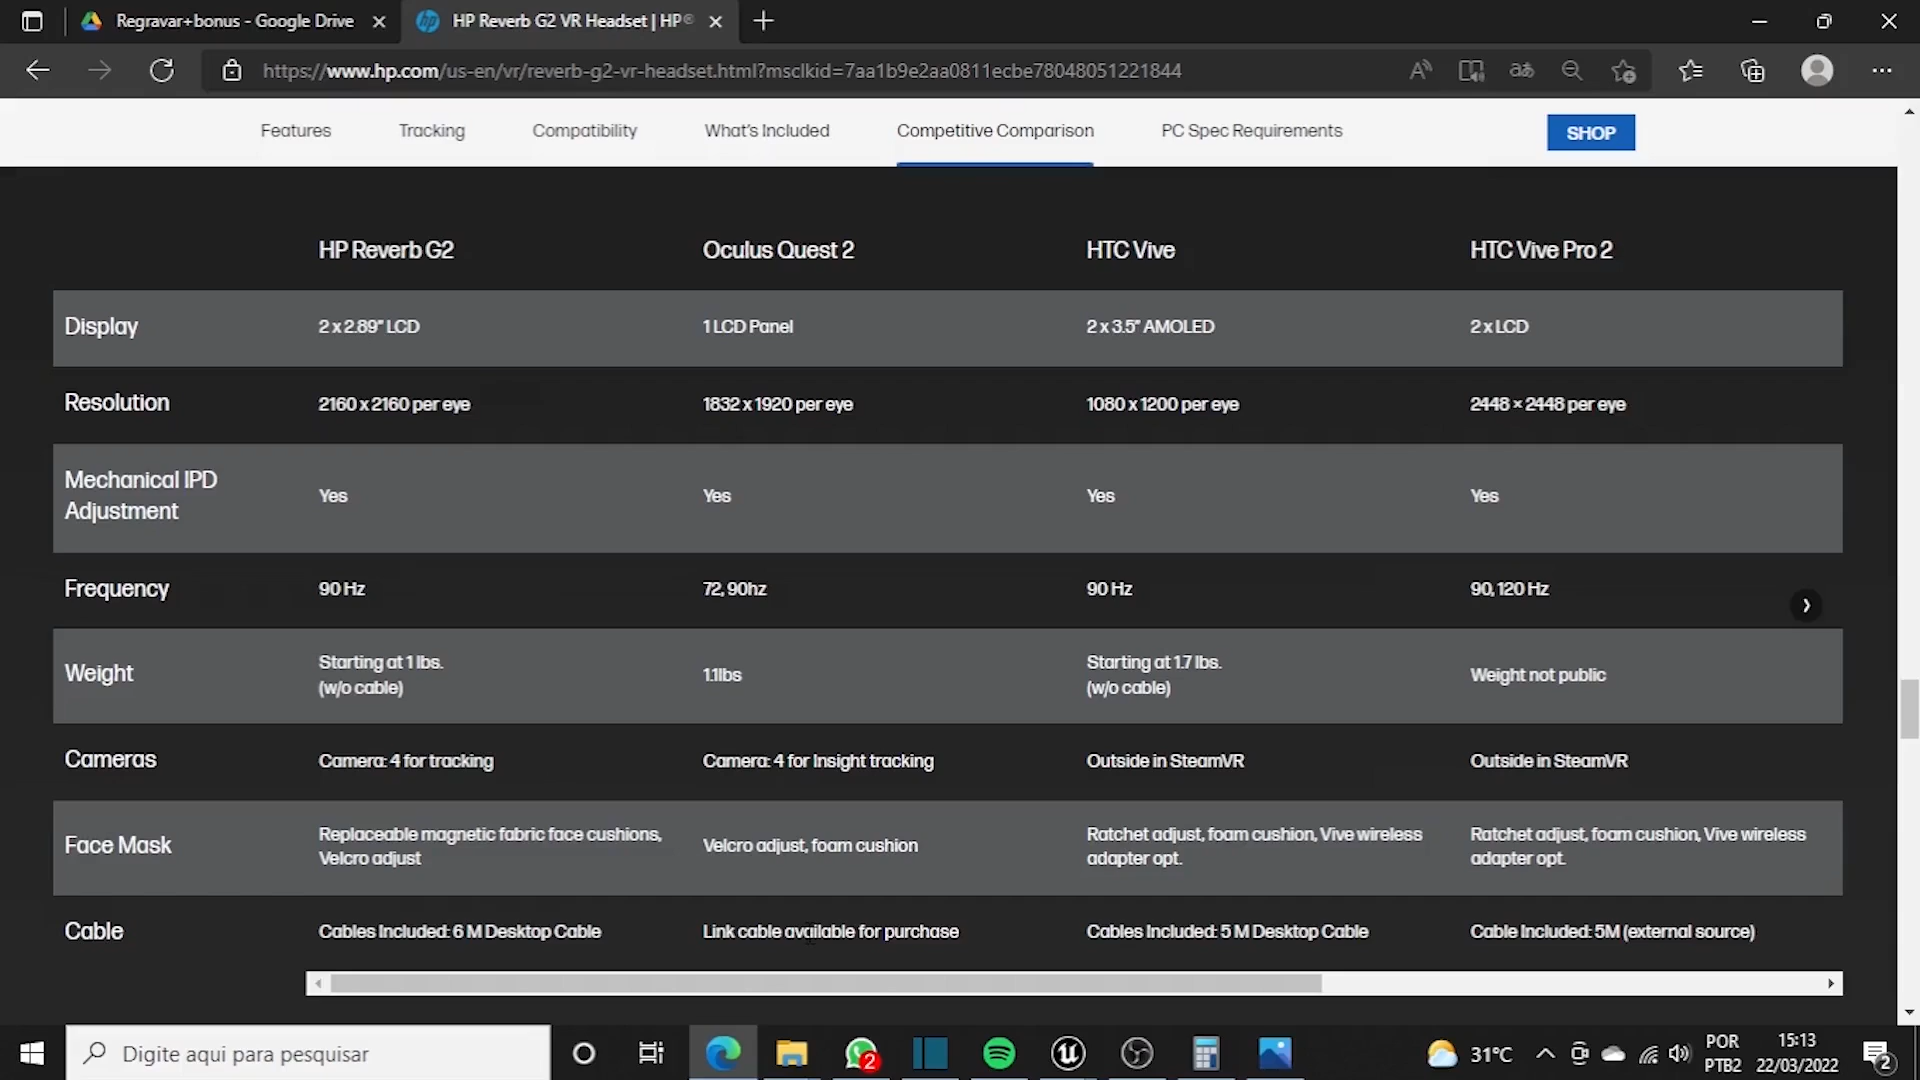 Regravar+bonus - Google Drive
HP Reverb G2 VR Headset | HP®
https://www.hp.com/us-en/vr/reverb-g2-vr-headset.html?msclkid=7aa1b9e2aa0811ecbe78048051221844
Features Tracking Compatibility What's Included Competitive Comparison PC Spec Requirements SHOP
HP Reverb G2 Oculus Quest 2 HTC Vive HTC Vive Pro 2
Display 2 x 2.89" LCD 1 LCD Panel 2 x 3.5" AMOLED 2 x LCD
Resolution 2160 x 2160 per eye 1832 x 1920 per eye 1080 x 1200 per eye 2448 × 2448 per eye
Mechanical IPD
Adjustment
Yes Yes Yes Yes
Frequency 90 Hz 72, 90hz 90 Hz 90, 120 Hz
Weight
Starting at 1 lbs.
(w/o cable)
1.1lbs
Starting at 1.7 lbs.
(w/o cable)
Weight not public
Cameras Camera: 4 for tracking Camera: 4 for Insight tracking Outside in SteamVR Outside in SteamVR
Face Mask
Replaceable magnetic fabric face cushions,
Velcro adjust
Velcro adjust, foam cushion
Ratchet adjust, foam cushion, Vive wireless
adapter opt.
Ratchet adjust, foam cushion, Vive wireless
adapter opt.
Cable Cables Included: 6 M Desktop Cable Link cable available for purchase Cables Included: 5 M Desktop Cable Cable Included: 5M (external source)
Digite aqui para pesquisar
2
31°C
POR
PTB2
15:13
22/03/2022
2